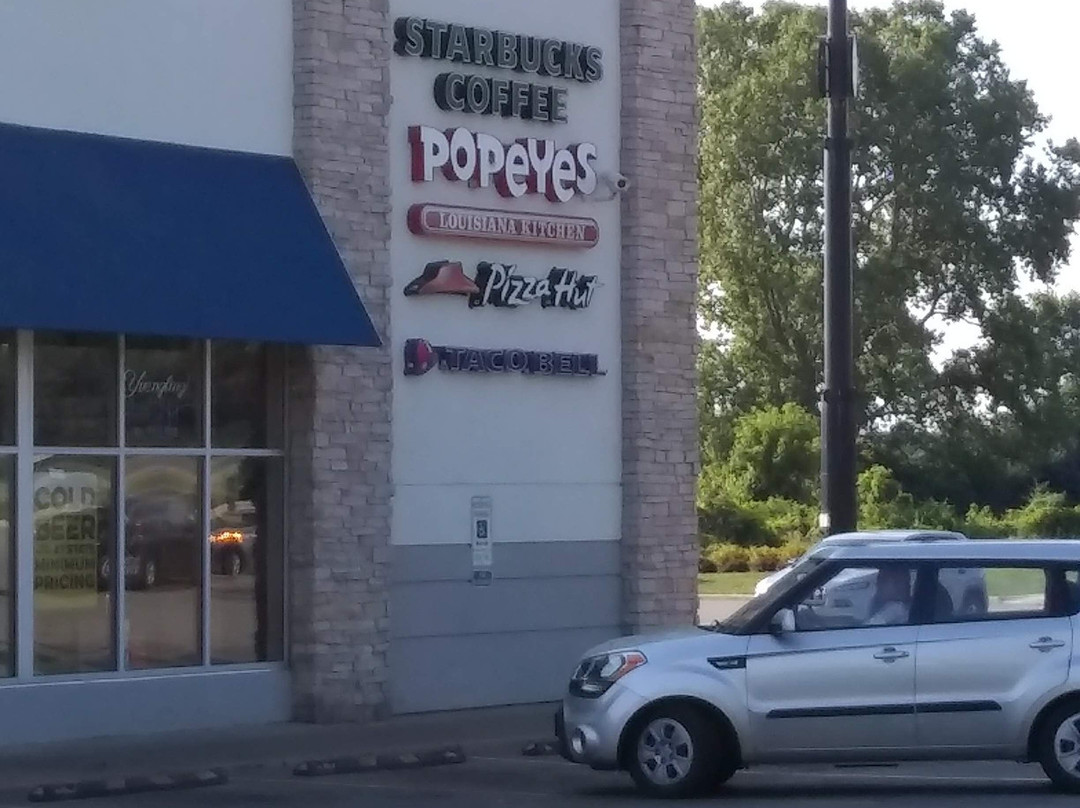 STARBUCKS
COFFEE
POPEYES
LOUISIANA KITCHEN
Pizza Hut
TACO BELL
Yuengling
COLD
BEER
MINIMUM
PRICING